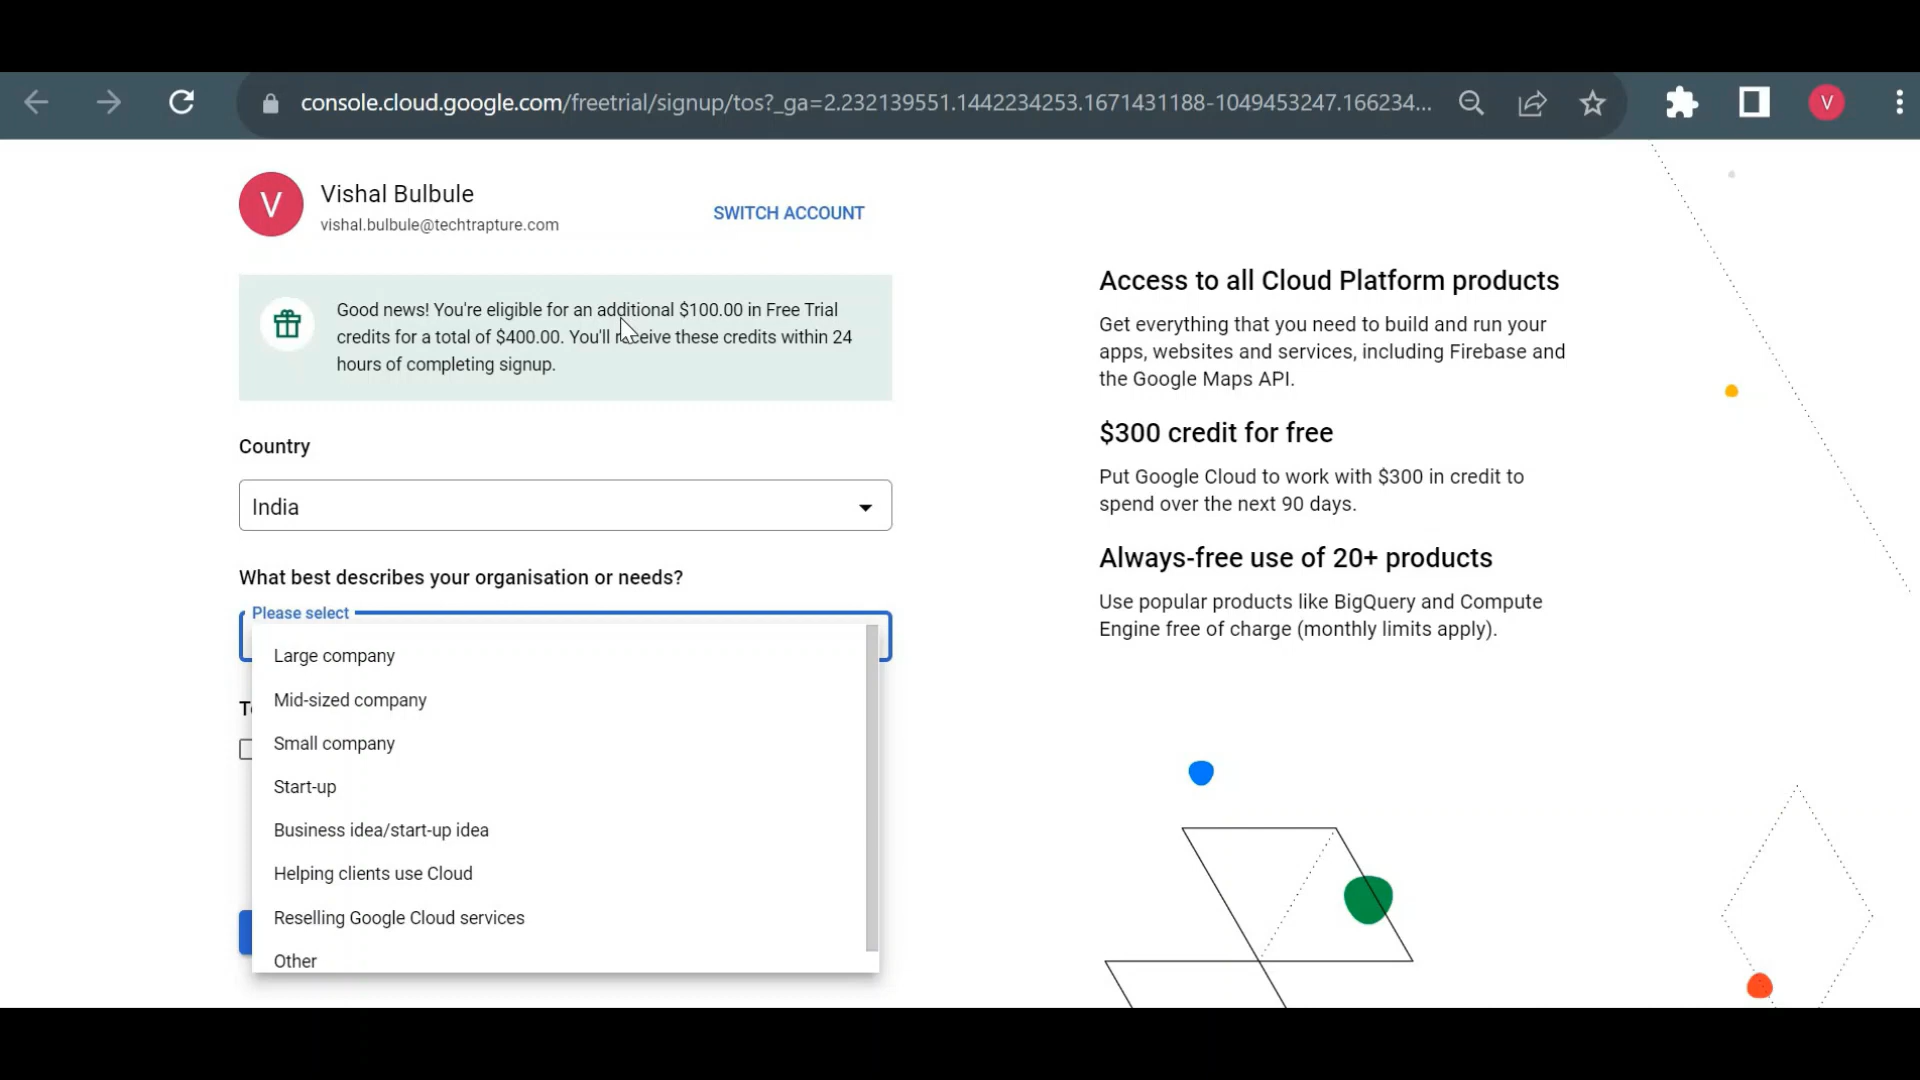 console.cloud.google.com/freetrial/signup/tos?_ga=2.232139551.1442234253.1671431188-1049453247.166234...
V
V
Vishal Bulbule
vishal.bulbule@techtrapture.com
SWITCH ACCOUNT
Good news! You're eligible for an additional $100.00 in Free Trial
credits for a total of $400.00. You'll receive these credits within 24
hours of completing signup.
Country
India
What best describes your organisation or needs?
Please select
Large company
Mid-sized company
Small company
Start-up
Business idea/start-up idea
Helping clients use Cloud
Reselling Google Cloud services
Other
Access to all Cloud Platform products
Get everything that you need to build and run your
apps, websites and services, including Firebase and
the Google Maps API.
$300 credit for free
Put Google Cloud to work with $300 in credit to
spend over the next 90 days.
Always-free use of 20+ products
Use popular products like BigQuery and Compute
Engine free of charge (monthly limits apply).